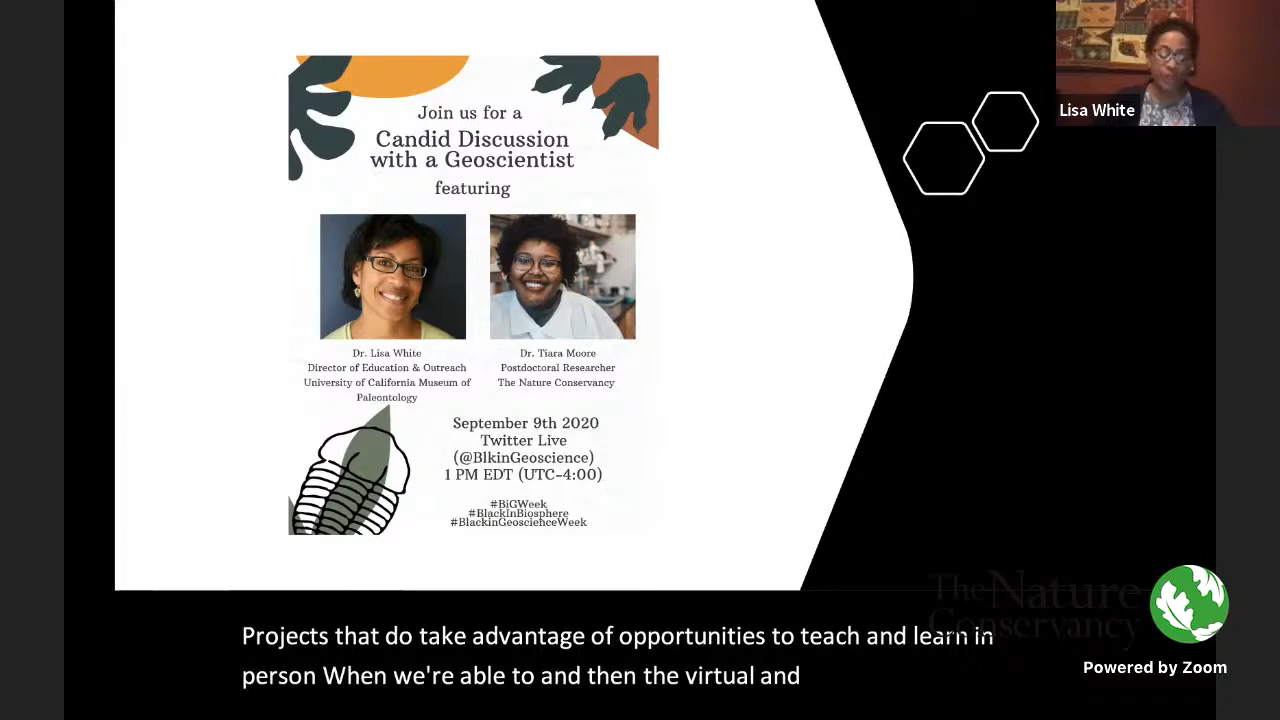 Join us for a
Candid Discussion
with a Geoscientist
featuring
Dr. Lisa White
Director of Education & Outreach
University of California Museum of
Paleontology
Dr. Tiara Moore
Postdoctoral Researcher
The Nature Conservancy
September 9th 2020
Twitter Live
(@BlkinGeoscience)
1 PM EDT (UTC-4:00)
#BiGWeek
#BlackInBiosphere
#BlackinGeoscienceWeek
Lisa White
The Nature
Conservancy
Powered by Zoom
Projects that do take advantage of opportunities to teach and learn in
person When we're able to and then the virtual and